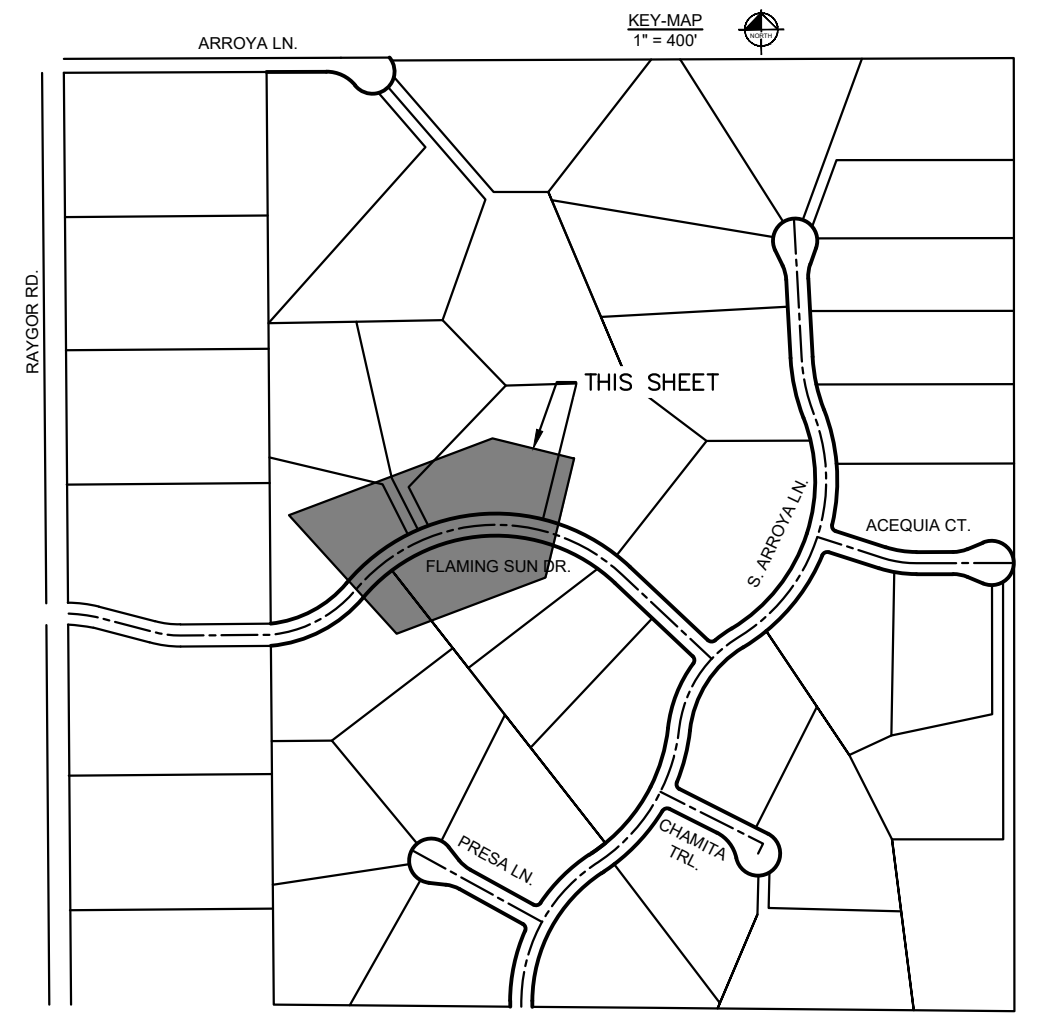 KEY-MAP
1" = 400'
NORTH
ARROYA LN.
RAYGOR RD.
THIS SHEET
S. ARROYA LN.
ACEQUIA CT.
FLAMING SUN DR.
CHAMITA
TRL.
PRESA LN.